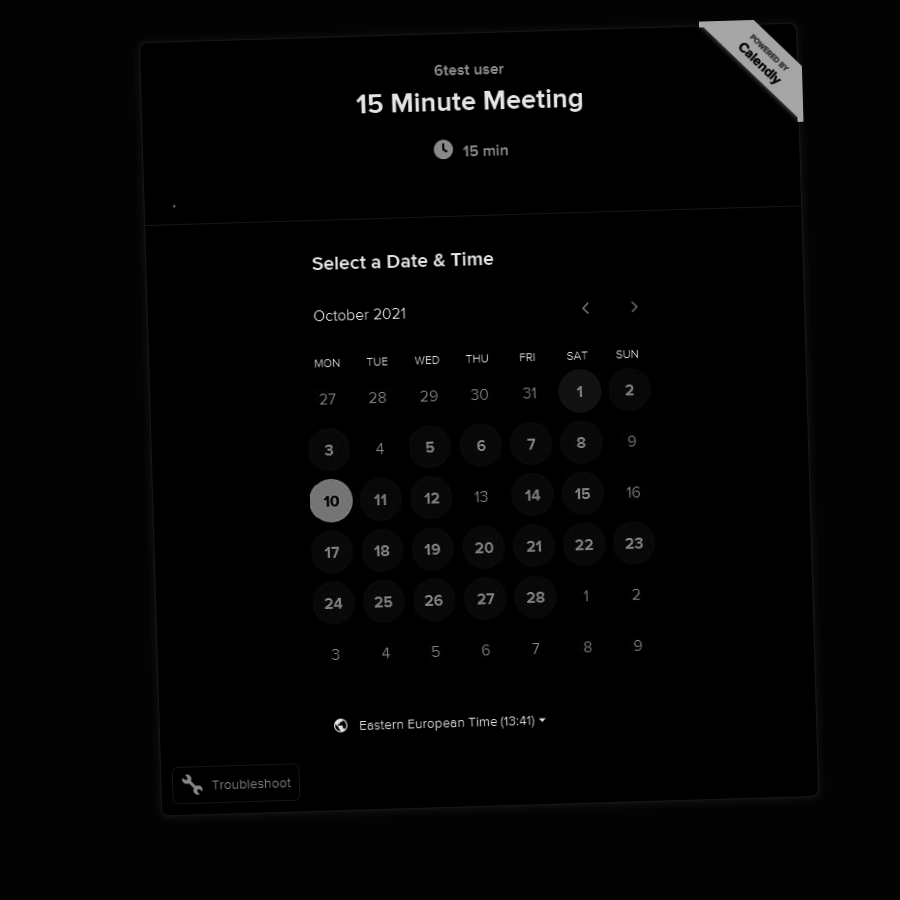 POWERED BY
Calendly
6test user
15 Minute Meeting
15 min
Select a Date & Time
October 2021
MON TUE WED THU FRI SAT SUN
27 28 29 30 31 1 2
3 4 5 6 7 8 9
10 11 12 13 14 15 16
17 18 19 20 21 22 23
24 25 26 27 28 1 2
3 4 5 6 7 8 9
Eastern European Time (13:41)
Troubleshoot